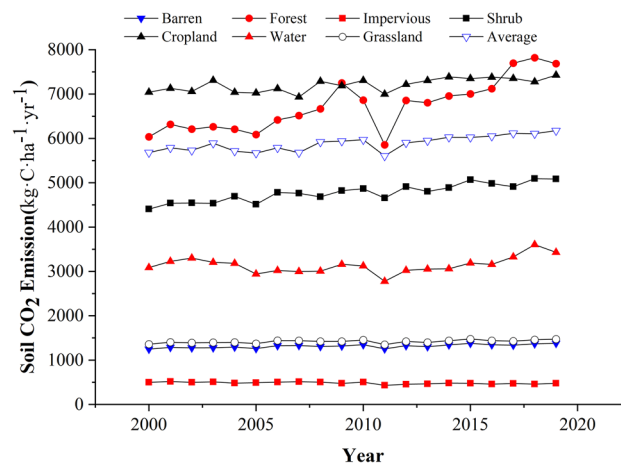 Barren Forest Impervious Shrub
Cropland Water Grassland Average
Soil CO2 Emission(kg·C·ha⁻¹·yr⁻¹)
8000
7000
6000
5000
4000
3000
2000
1000
0
2000 2005 2010 2015 2020
Year